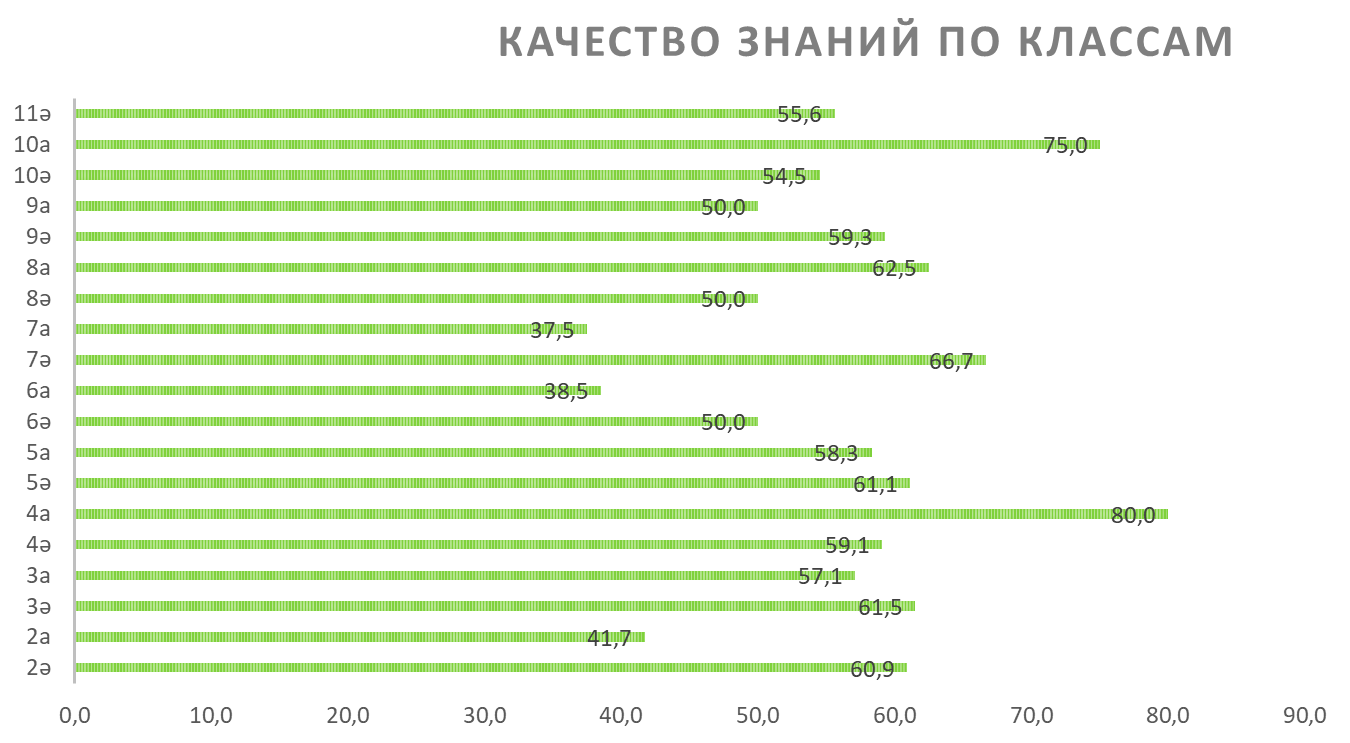 КАЧЕСТВО ЗНАНИЙ ПО КЛАССАМ
11ә 55,6
10а 75,0
10ә 54,5
9а 50,0
9ә 59,3
8а 62,5
8ә 50,0
7а 37,5
7ә 66,7
6а 38,5
6ә 50,0
5а 58,3
5ә 61,1
4а 80,0
4ә 59,1
3а 57,1
3ә 61,5
2а 41,7
2ә 60,9
0,0 10,0 20,0 30,0 40,0 50,0 60,0 70,0 80,0 90,0